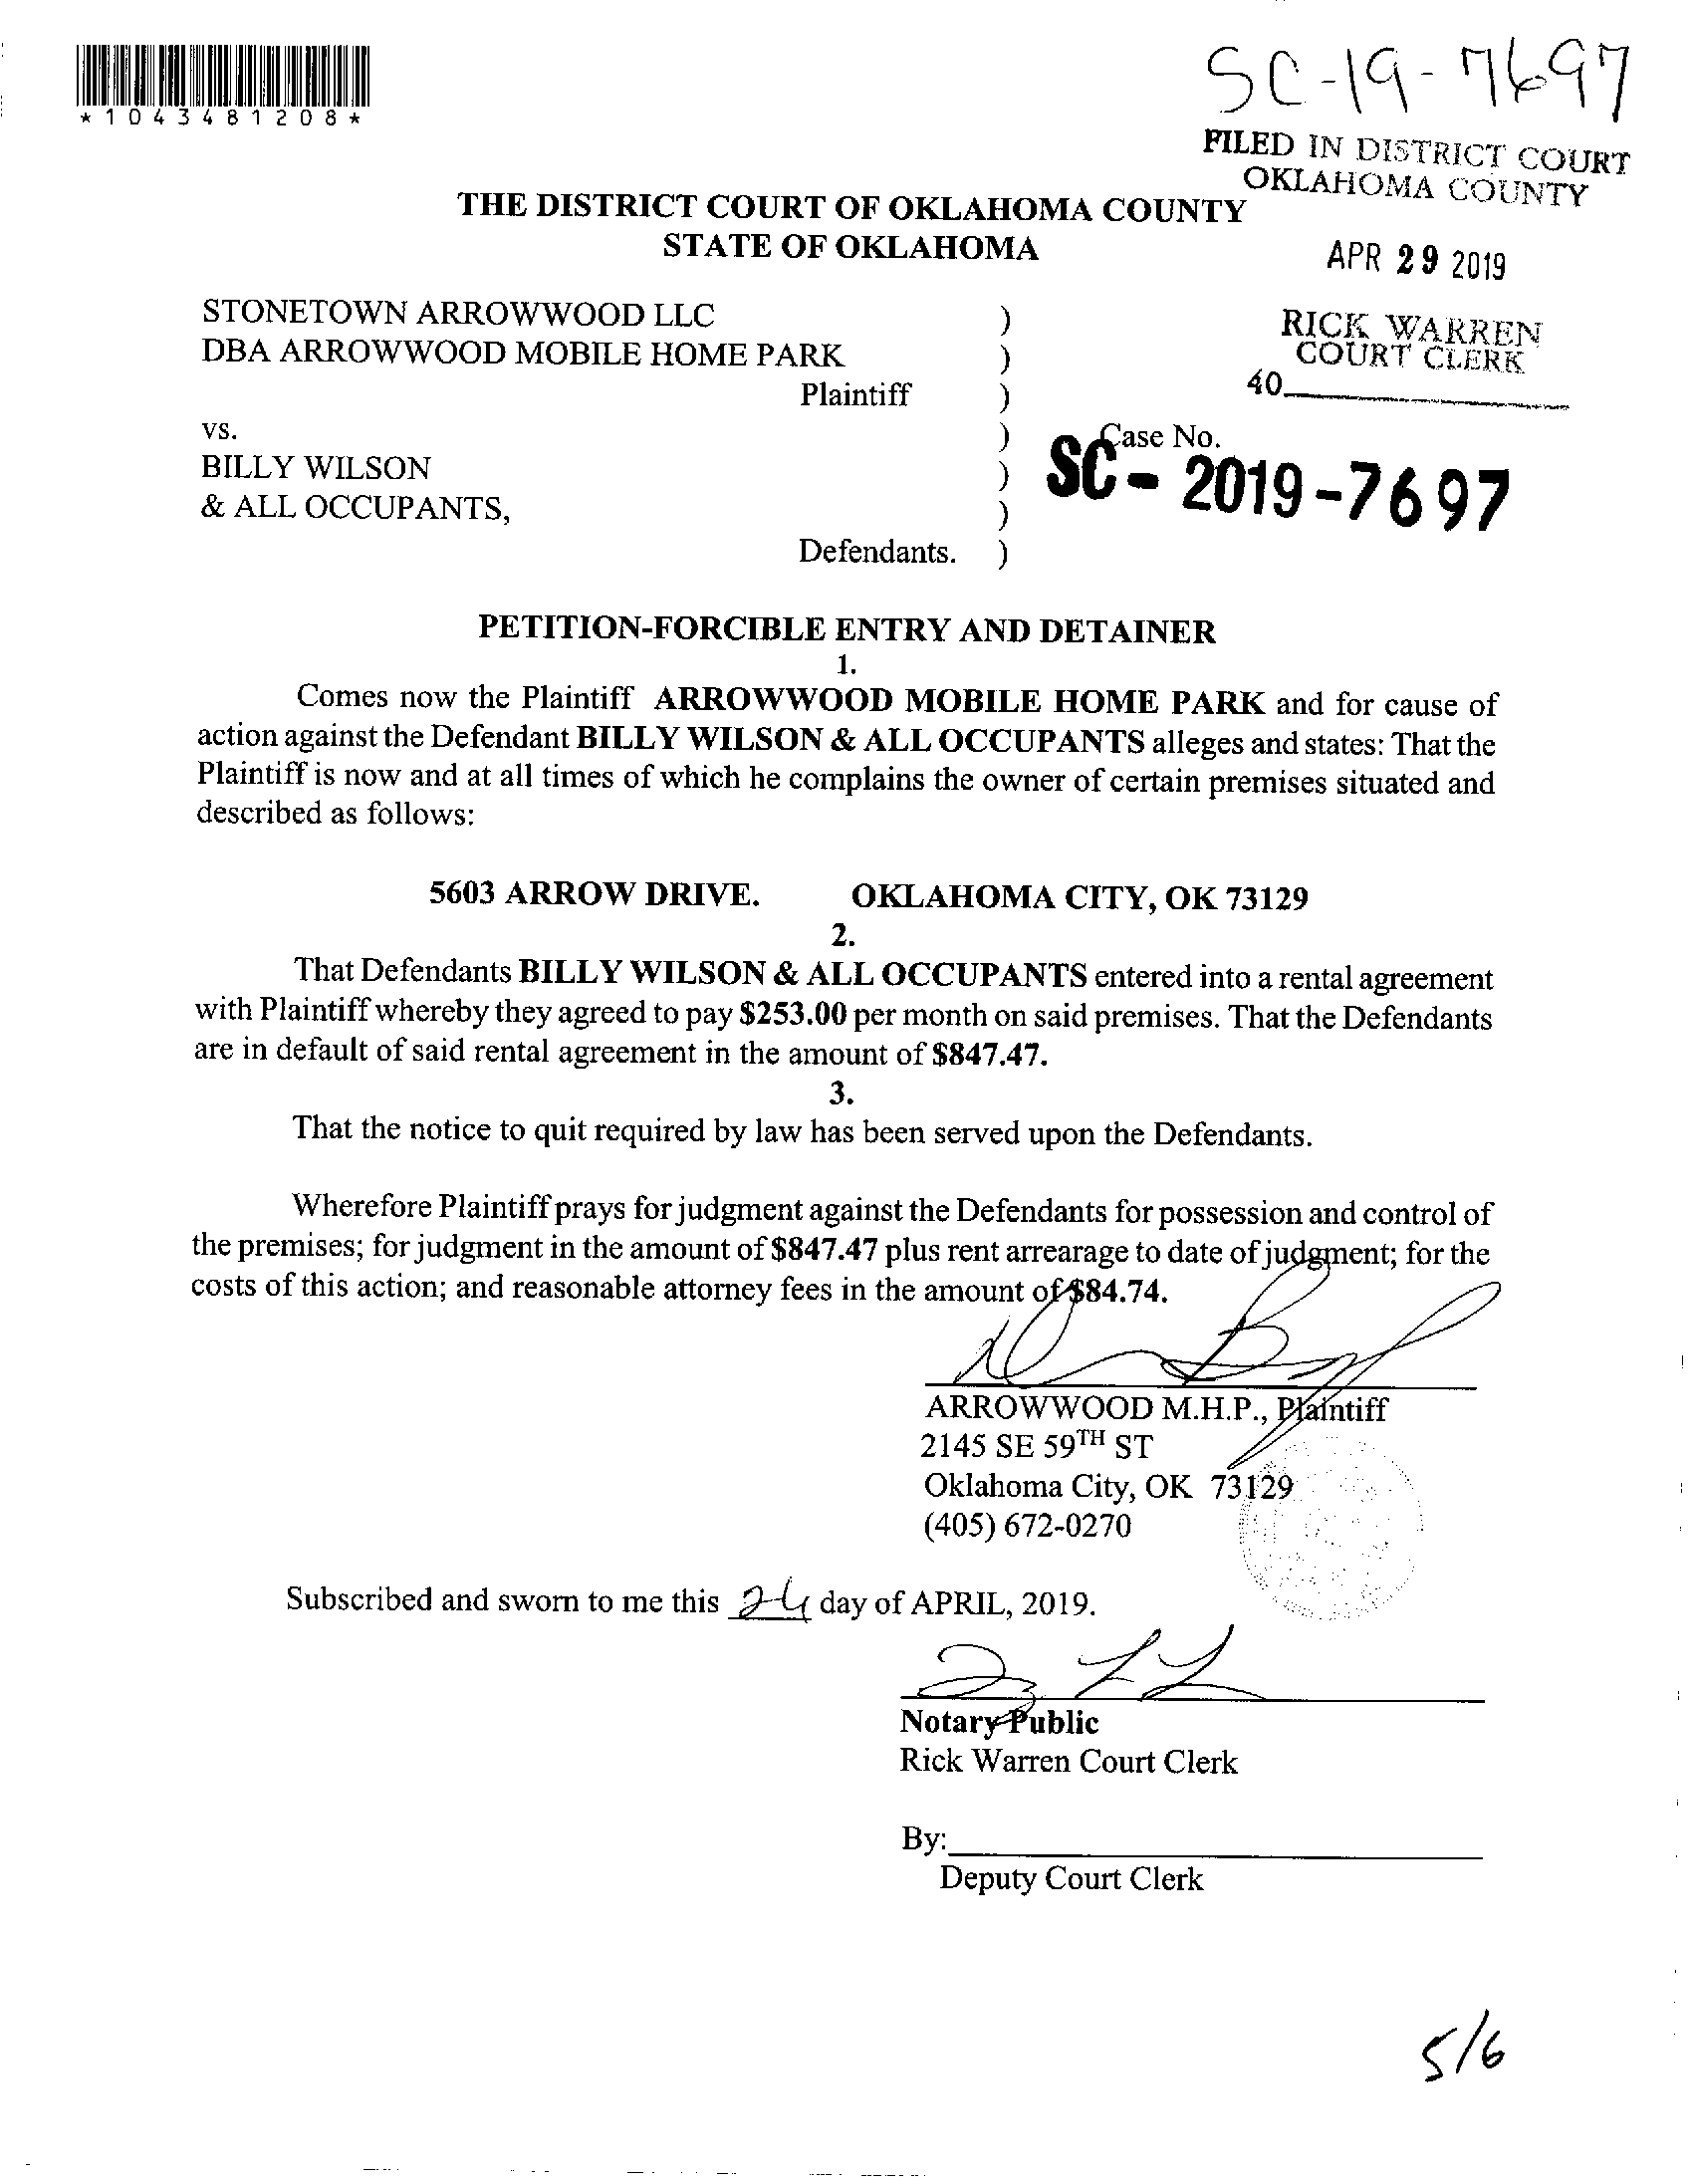 *1043481208*
SC-19-7697
FILED IN DISTRICT COURT
OKLAHOMA COUNTY
THE DISTRICT COURT OF OKLAHOMA COUNTY
STATE OF OKLAHOMA
APR 29 2019
STONETOWN ARROWWOOD LLC )
DBA ARROWWOOD MOBILE HOME PARK )
Plaintiff )
RICK WARREN
COURT CLERK
40
vs. )
BILLY WILSON )
& ALL OCCUPANTS, )
Defendants. )
Case No.
SC- 2019-7697
PETITION-FORCIBLE ENTRY AND DETAINER
1.
Comes now the Plaintiff ARROWWOOD MOBILE HOME PARK and for cause of
action against the Defendant BILLY WILSON & ALL OCCUPANTS alleges and states: That the
Plaintiff is now and at all times of which he complains the owner of certain premises situated and
described as follows:
5603 ARROW DRIVE. OKLAHOMA CITY, OK 73129
2.
That Defendants BILLY WILSON & ALL OCCUPANTS entered into a rental agreement
with Plaintiff whereby they agreed to pay $253.00 per month on said premises. That the Defendants
are in default of said rental agreement in the amount of $847.47.
3.
That the notice to quit required by law has been served upon the Defendants.
Wherefore Plaintiff prays for judgment against the Defendants for possession and control of
the premises; for judgment in the amount of $847.47 plus rent arrearage to date of judgment; for the
costs of this action; and reasonable attorney fees in the amount of $84.74.
ARROWWOOD M.H.P., Plaintiff
2145 SE 59TH ST
Oklahoma City, OK 73129
(405) 672-0270
Subscribed and sworn to me this 24 day of APRIL, 2019.
Notary Public
Rick Warren Court Clerk
By:
Deputy Court Clerk
5/6